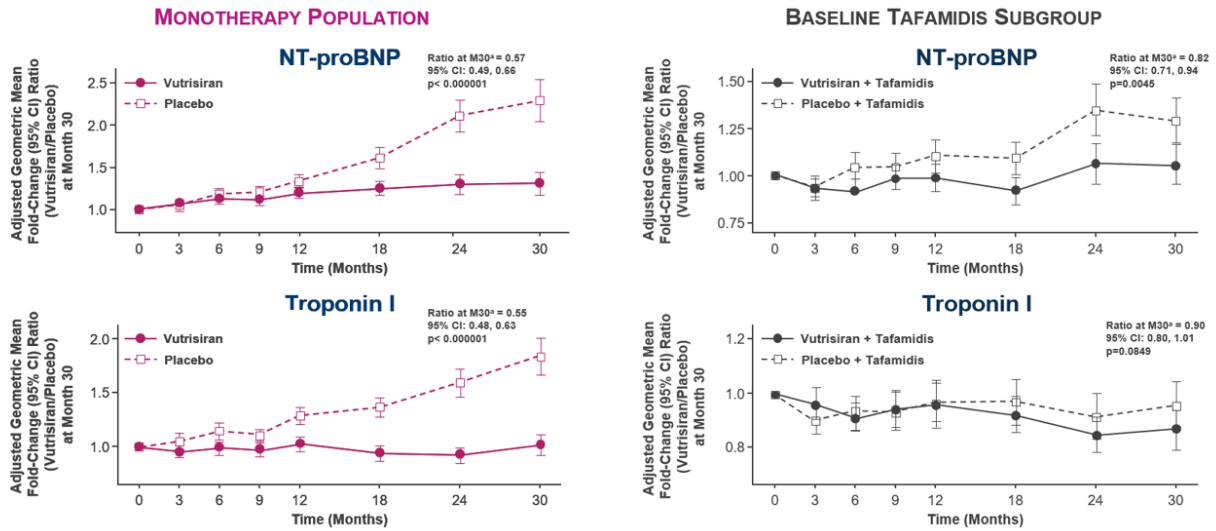 MONOTHERAPY POPULATION
NT-proBNP
Ratio at M30ª = 0.57
95% CI: 0.49, 0.66
p< 0.000001
Vutrisiran
Placebo
Adjusted Geometric Mean
Fold-Change (95% CI) Ratio
(Vutrisiran/Placebo)
at Month 30
2.5
2.0
1.5
1.0
0 3 6 9 12 18 24 30
Time (Months)
BASELINE TAFAMIDIS SUBGROUP
NT-proBNP
Ratio at M30ª = 0.82
95% CI: 0.71, 0.94
p=0.0045
Vutrisiran + Tafamidis
Placebo + Tafamidis
Adjusted Geometric Mean
Fold-Change (95% CI) Ratio
(Vutrisiran/Placebo)
at Month 30
1.50
1.25
1.00
0.75
0 3 6 9 12 18 24 30
Time (Months)
Troponin I
Ratio at M30ª = 0.55
95% CI: 0.48, 0.63
p< 0.000001
Vutrisiran
Placebo
Adjusted Geometric Mean
Fold-Change (95% CI) Ratio
(Vutrisiran/Placebo)
at Month 30
2.0
1.5
1.0
0 3 6 9 12 18 24 30
Time (Months)
Troponin I
Ratio at M30ª = 0.90
95% CI: 0.80, 1.01
p=0.0849
Vutrisiran + Tafamidis
Placebo + Tafamidis
Adjusted Geometric Mean
Fold-Change (95% CI) Ratio
(Vutrisiran/Placebo)
at Month 30
1.2
1.0
0.8
0 3 6 9 12 18 24 30
Time (Months)